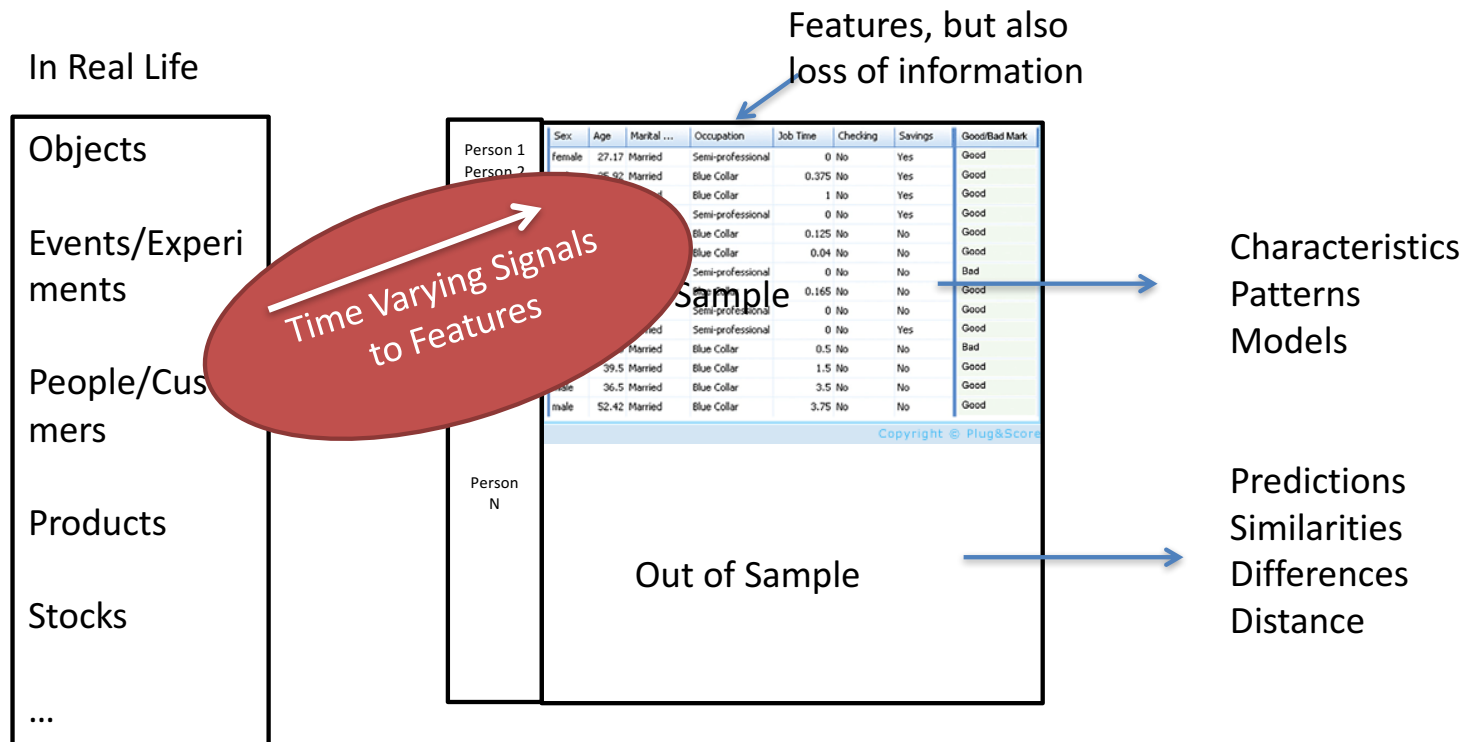 Features, but also
loss of information
In Real Life
Objects
Events/Experi
ments
People/Cus
mers
Products
Stocks
...
Person 1
Person 2
Person
N
Time Varying Signals
to Features
Sex Age Marital ... Occupation Job Time Checking Savings Good/Bad Mark
female 27.17 Married Semi-professional 0 No Yes Good
Married Blue Collar 0.375 No Yes Good
Blue Collar 1 No Yes Good
Semi-professional 0 No Yes Good
Blue Collar 0.125 No No Good
Blue Collar 0.04 No No Good
Semi-professional 0 No No Bad
0.165 No No Good
Semi-professional 0 No No Good
Semi-professional 0 No Yes Good
Married Blue Collar 0.5 No No Bad
39.5 Married Blue Collar 1.5 No No Good
36.5 Married Blue Collar 3.5 No No Good
male 52.42 Married Blue Collar 3.75 No No Good
Copyright © Plug&Score
Sample
Out of Sample
Characteristics
Patterns
Models
Predictions
Similarities
Differences
Distance